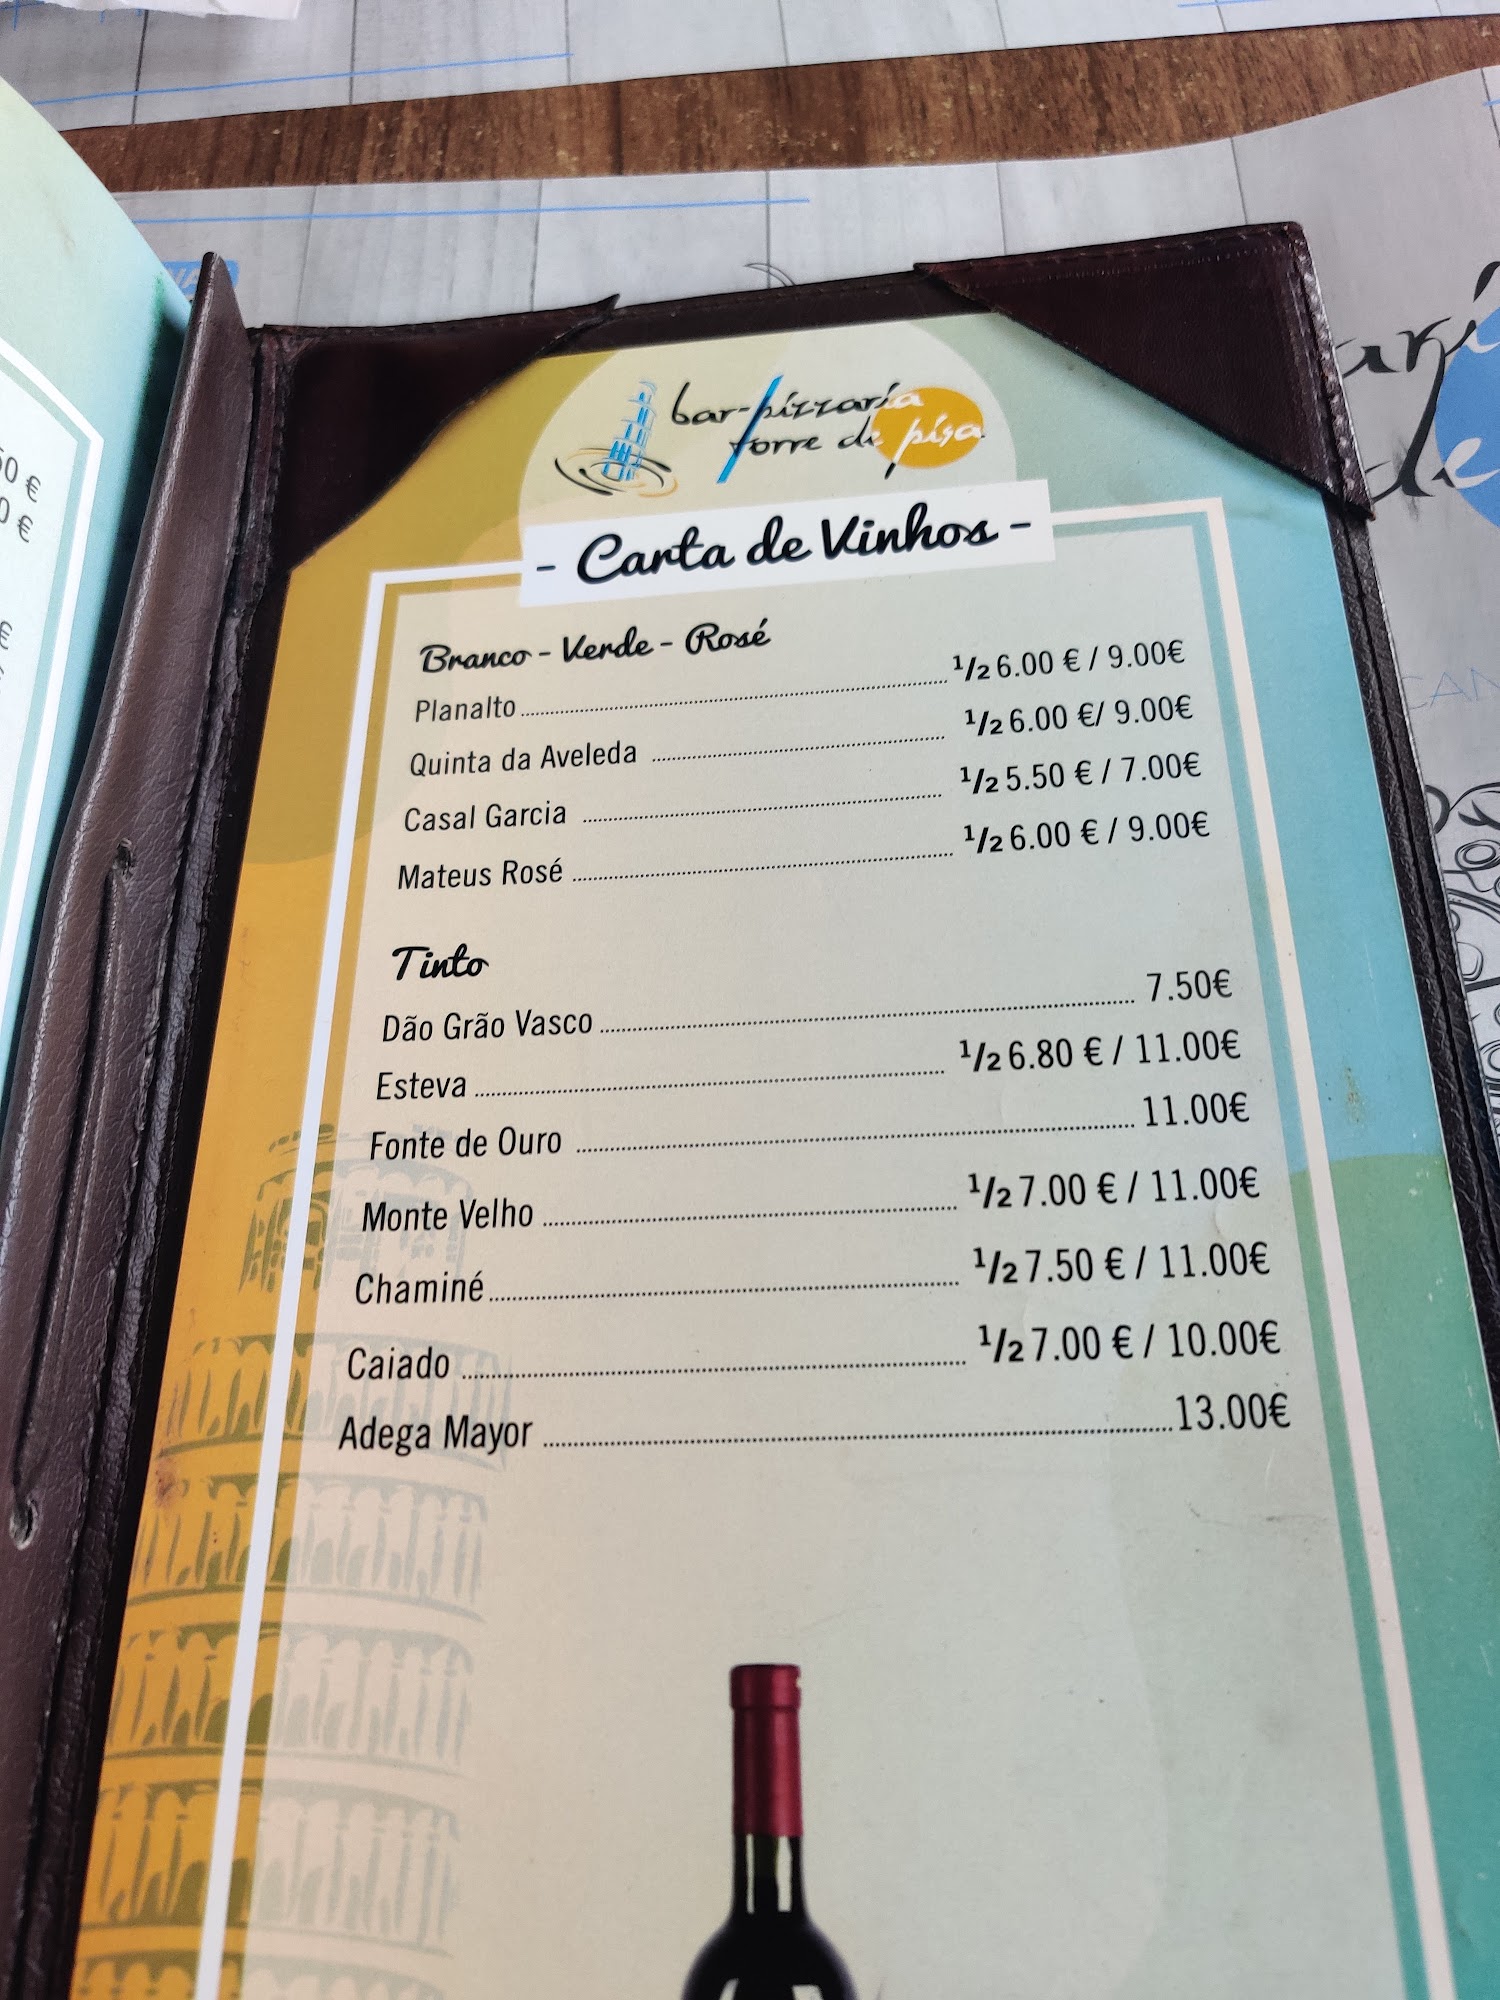 bar-pizzaria
torre de pisa
- Carta de Vinhos -
Branco - Verde - Rosé
Planalto ........ 1/2 6.00 € / 9.00€
Quinta da Aveleda ........ 1/2 6.00 €/ 9.00€
Casal Garcia ........ 1/2 5.50 € / 7.00€
Mateus Rosé ........ 1/2 6.00 € / 9.00€
Tinto
Dão Grão Vasco ........ 7.50€
Esteva ........ 1/2 6.80 € / 11.00€
Fonte de Ouro ........ 11.00€
Monte Velho ........ 1/2 7.00 € / 11.00€
Chaminé ........ 1/2 7.50 € / 11.00€
Caiado ........ 1/2 7.00 € / 10.00€
Adega Mayor ........ 13.00€